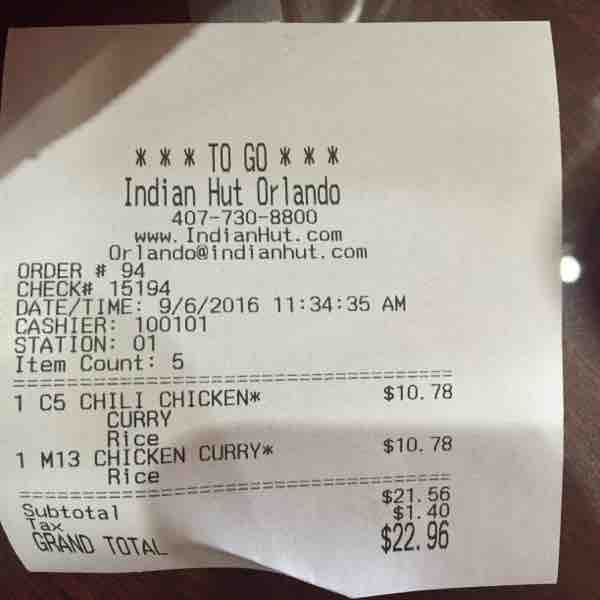 * * * TO GO * * *
Indian Hut Orlando
407-730-8800
www.IndianHut.com
Orlando@indianhut.com
ORDER # 94
CHECK# 15194
DATE/TIME: 9/6/2016 11:34:35 AM
CASHIER: 100101
STATION: 01
Item Count: 5
1 C5 CHILI CHICKEN* $10.78
CURRY
Rice
1 M13 CHICKEN CURRY* $10.78
Rice
Subtotal $21.56
Tax $1.40
GRAND TOTAL $22.96